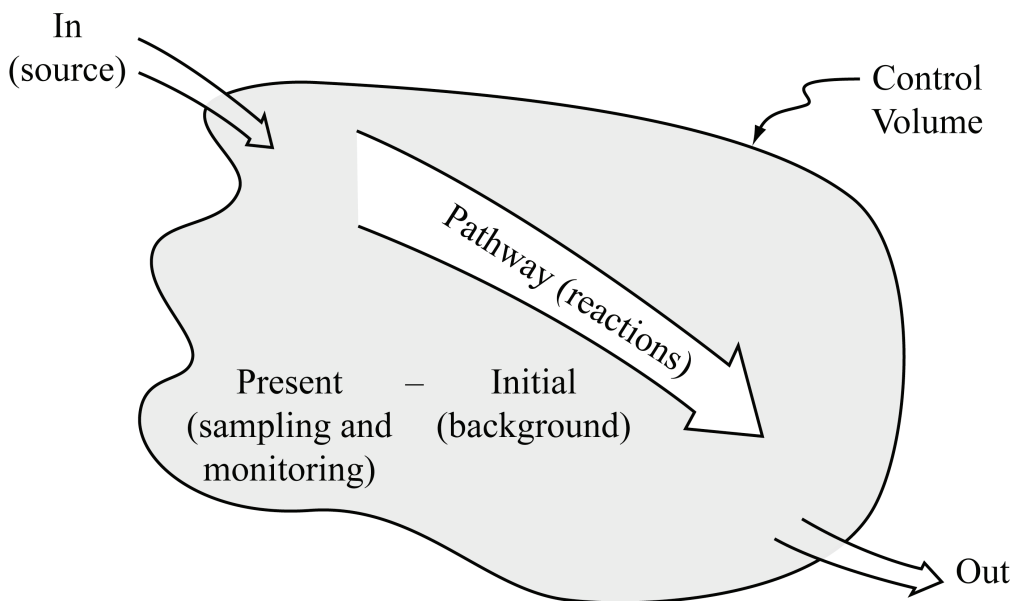 In
(source)
Control
Volume
Pathway (reactions)
Present – Initial
(sampling and (background)
monitoring)
Out